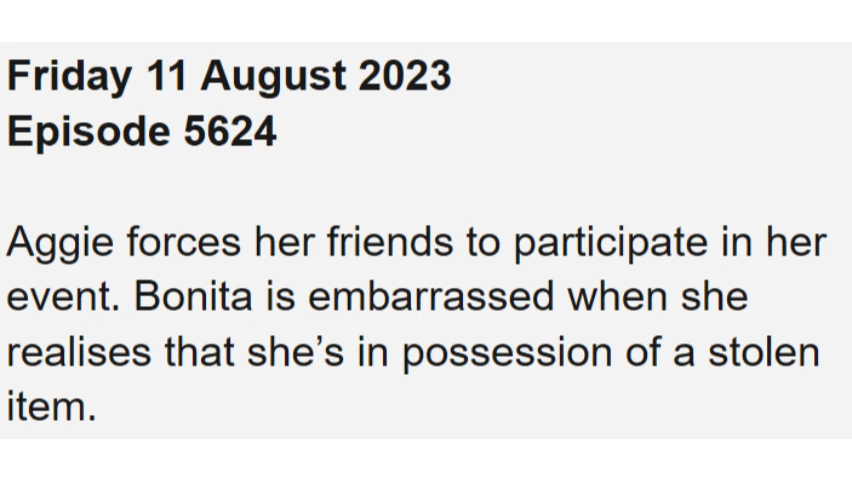 Friday 11 August 2023
Episode 5624
Aggie forces her friends to participate in her
event. Bonita is embarrassed when she
realises that she’s in possession of a stolen
item.